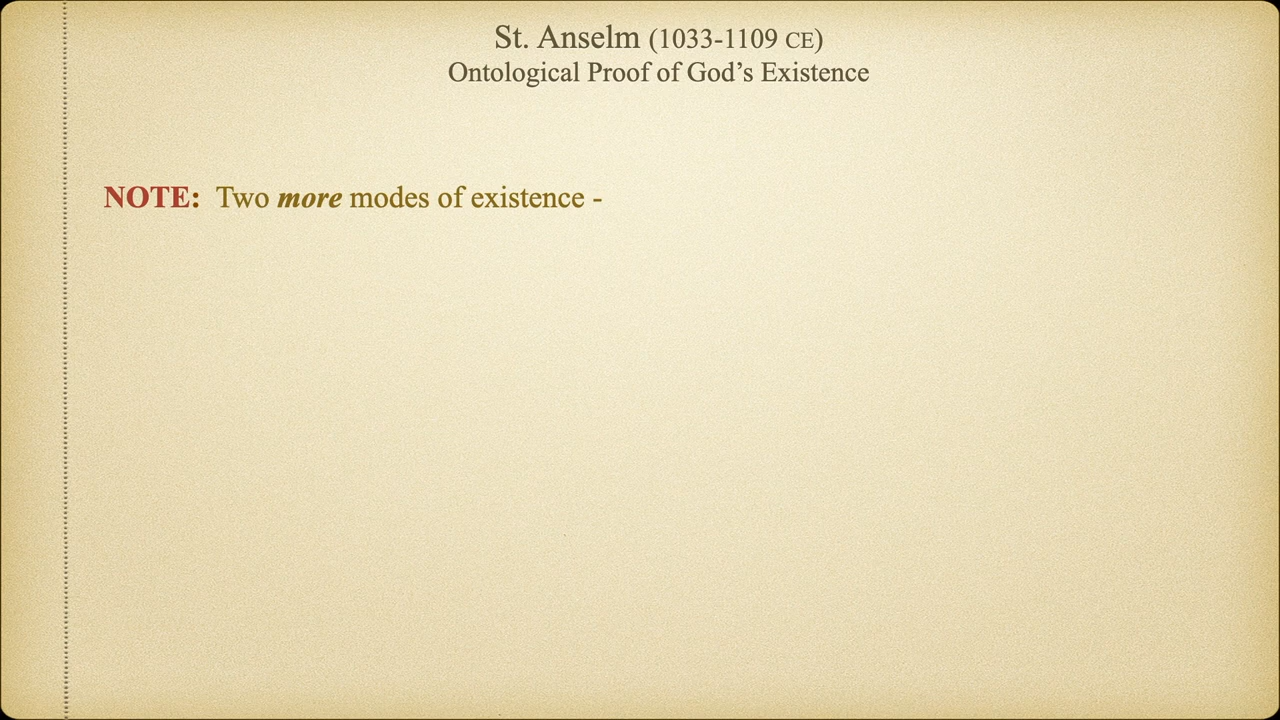 St. Anselm (1033-1109 CE)
Ontological Proof of God’s Existence
NOTE: Two more modes of existence -